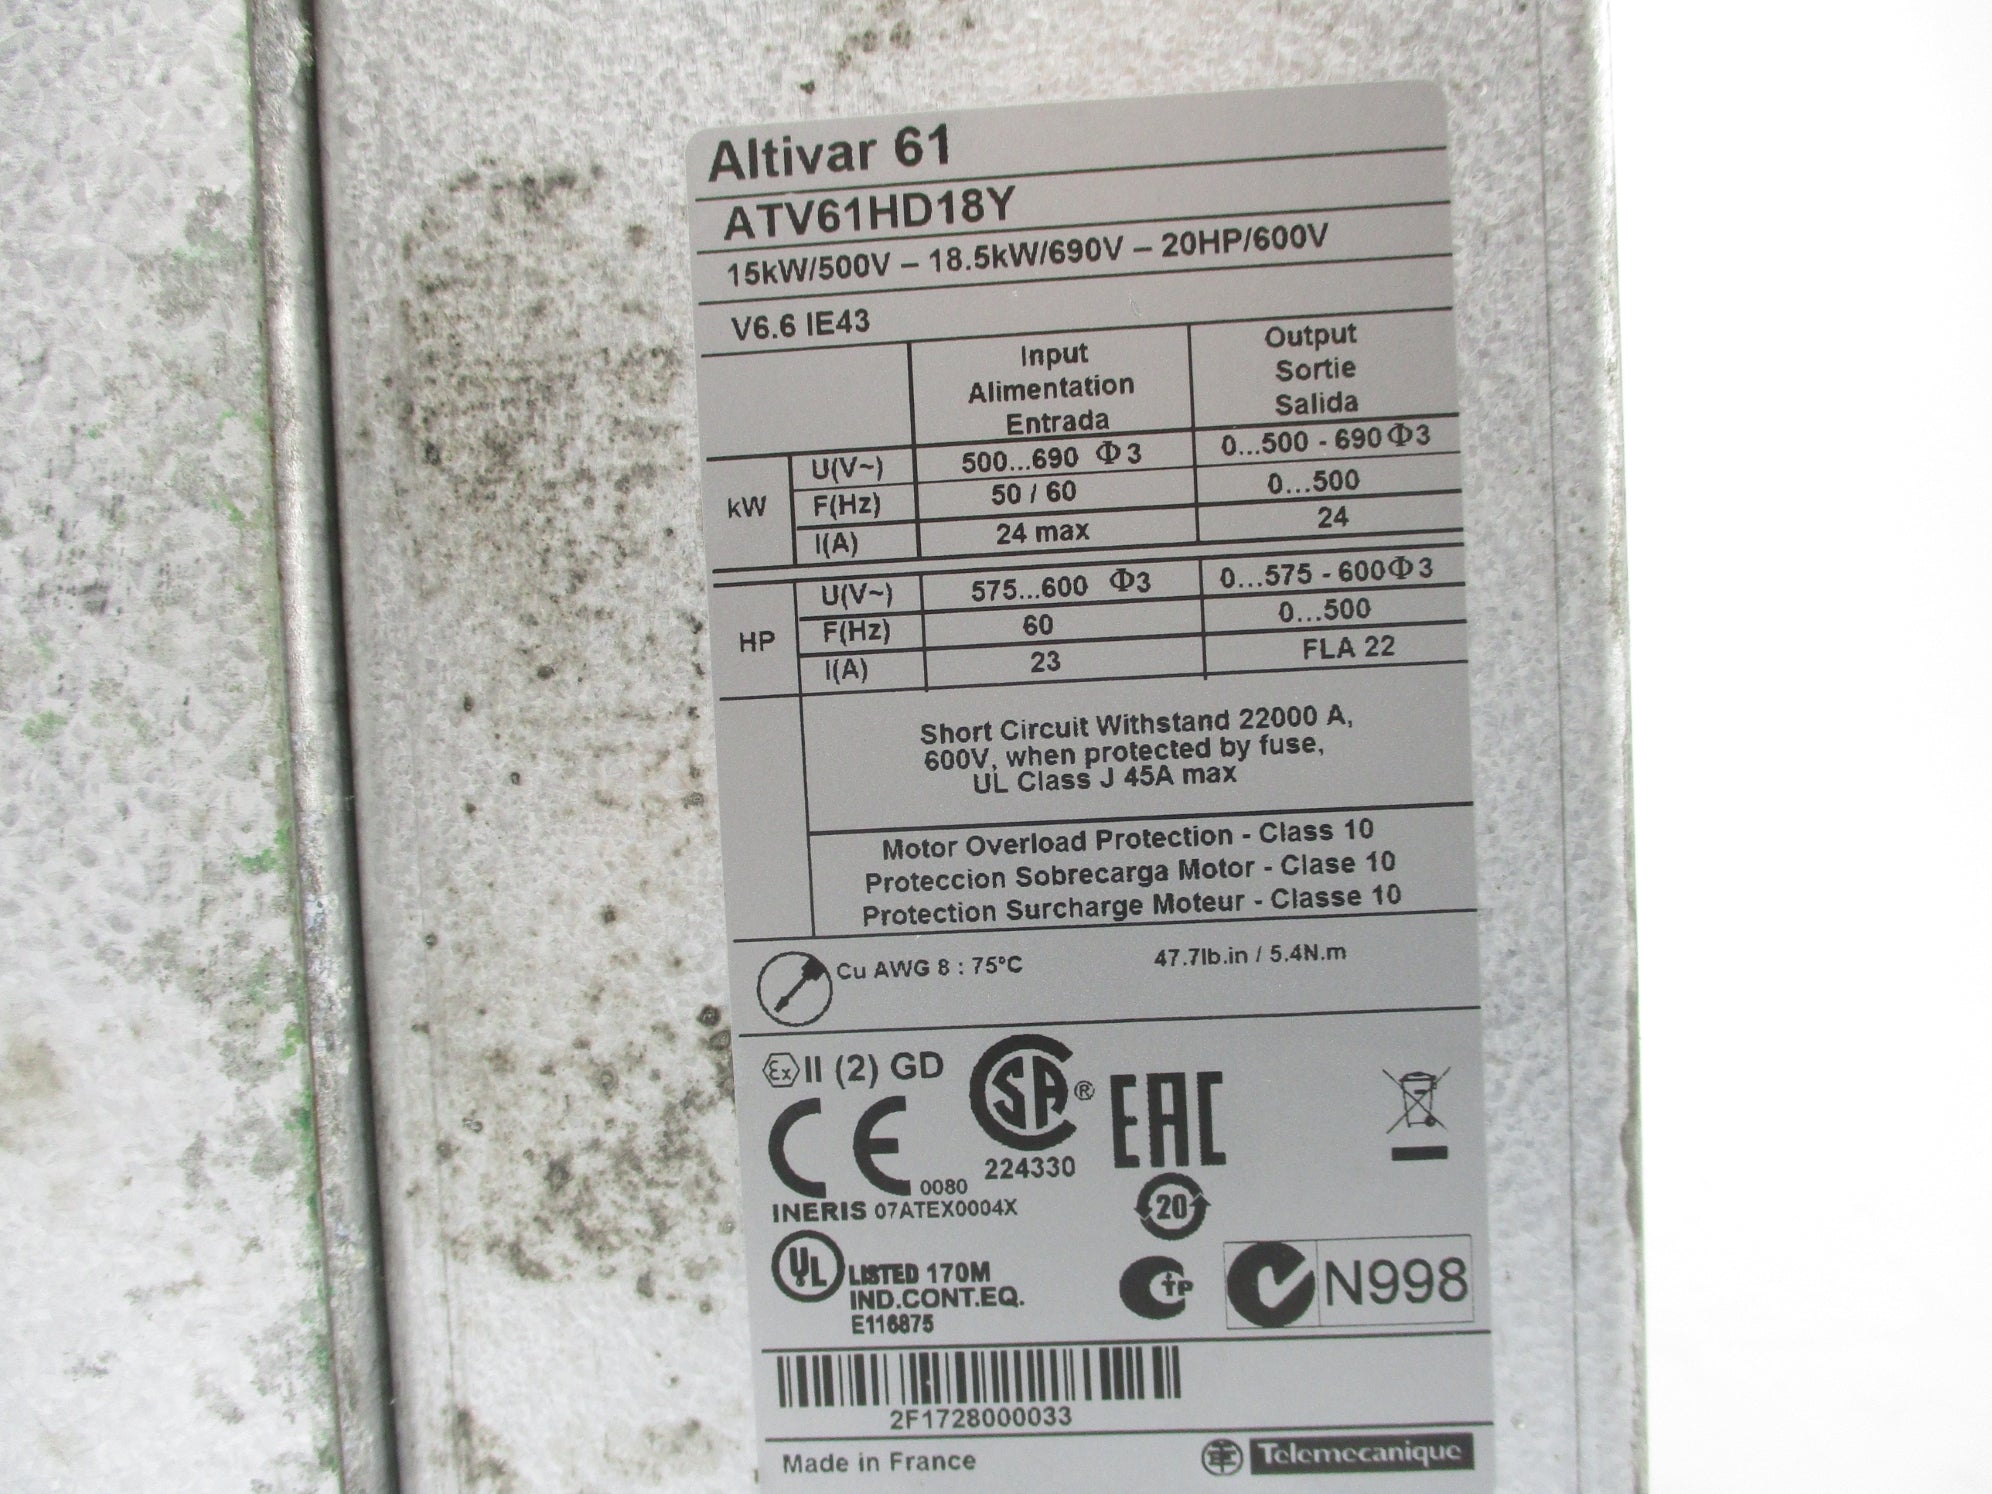 Altivar 61
ATV61HD18Y
15kW/500V – 18.5kW/690V – 20HP/600V
V6.6 IE43
Input
Alimentation
Entrada
Output
Sortie
Salida
kW
U(V~) 500...690 Φ3 0...500 - 690Φ3
F(Hz) 50 / 60 0...500
I(A) 24 max 24
HP
U(V~) 575...600 Φ3 0...575 - 600Φ3
F(Hz) 60 0...500
I(A) 23 FLA 22
Short Circuit Withstand 22000 A,
600V, when protected by fuse,
UL Class J 45A max
Motor Overload Protection - Class 10
Proteccion Sobrecarga Motor - Clase 10
Protection Surcharge Moteur - Classe 10
Cu AWG 8 : 75°C 47.7lb.in / 5.4N.m
Ex II (2) GD
CE 0080
SA ®
224330
EAC
INERIS 07ATEX0004X
20
UL LISTED 170M
IND.CONT.EQ.
E116875
N998
2F1728000033
Made in France
Telemecanique